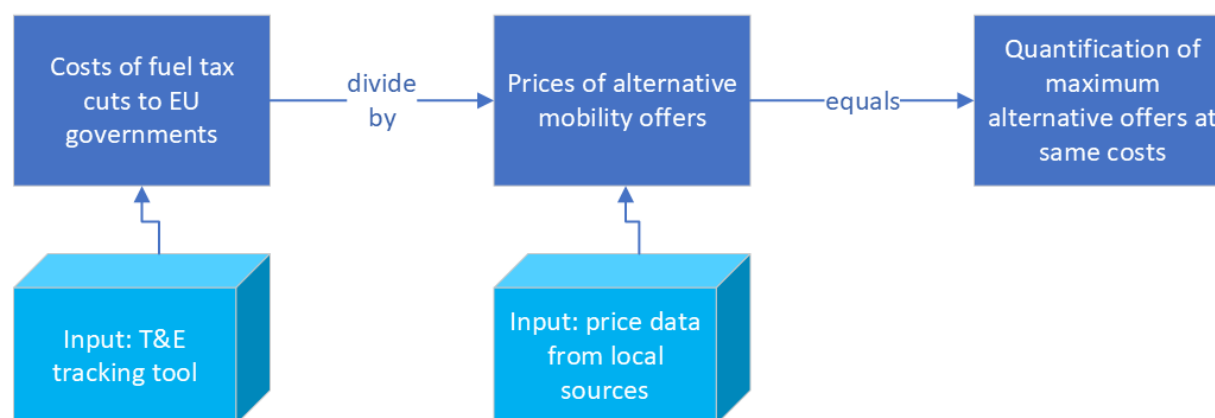 Costs of fuel tax
cuts to EU
governments
divide
by
Prices of alternative
mobility offers
equals
Quantification of
maximum
alternative offers at
same costs
Input: T&E
tracking tool
Input: price data
from local
sources